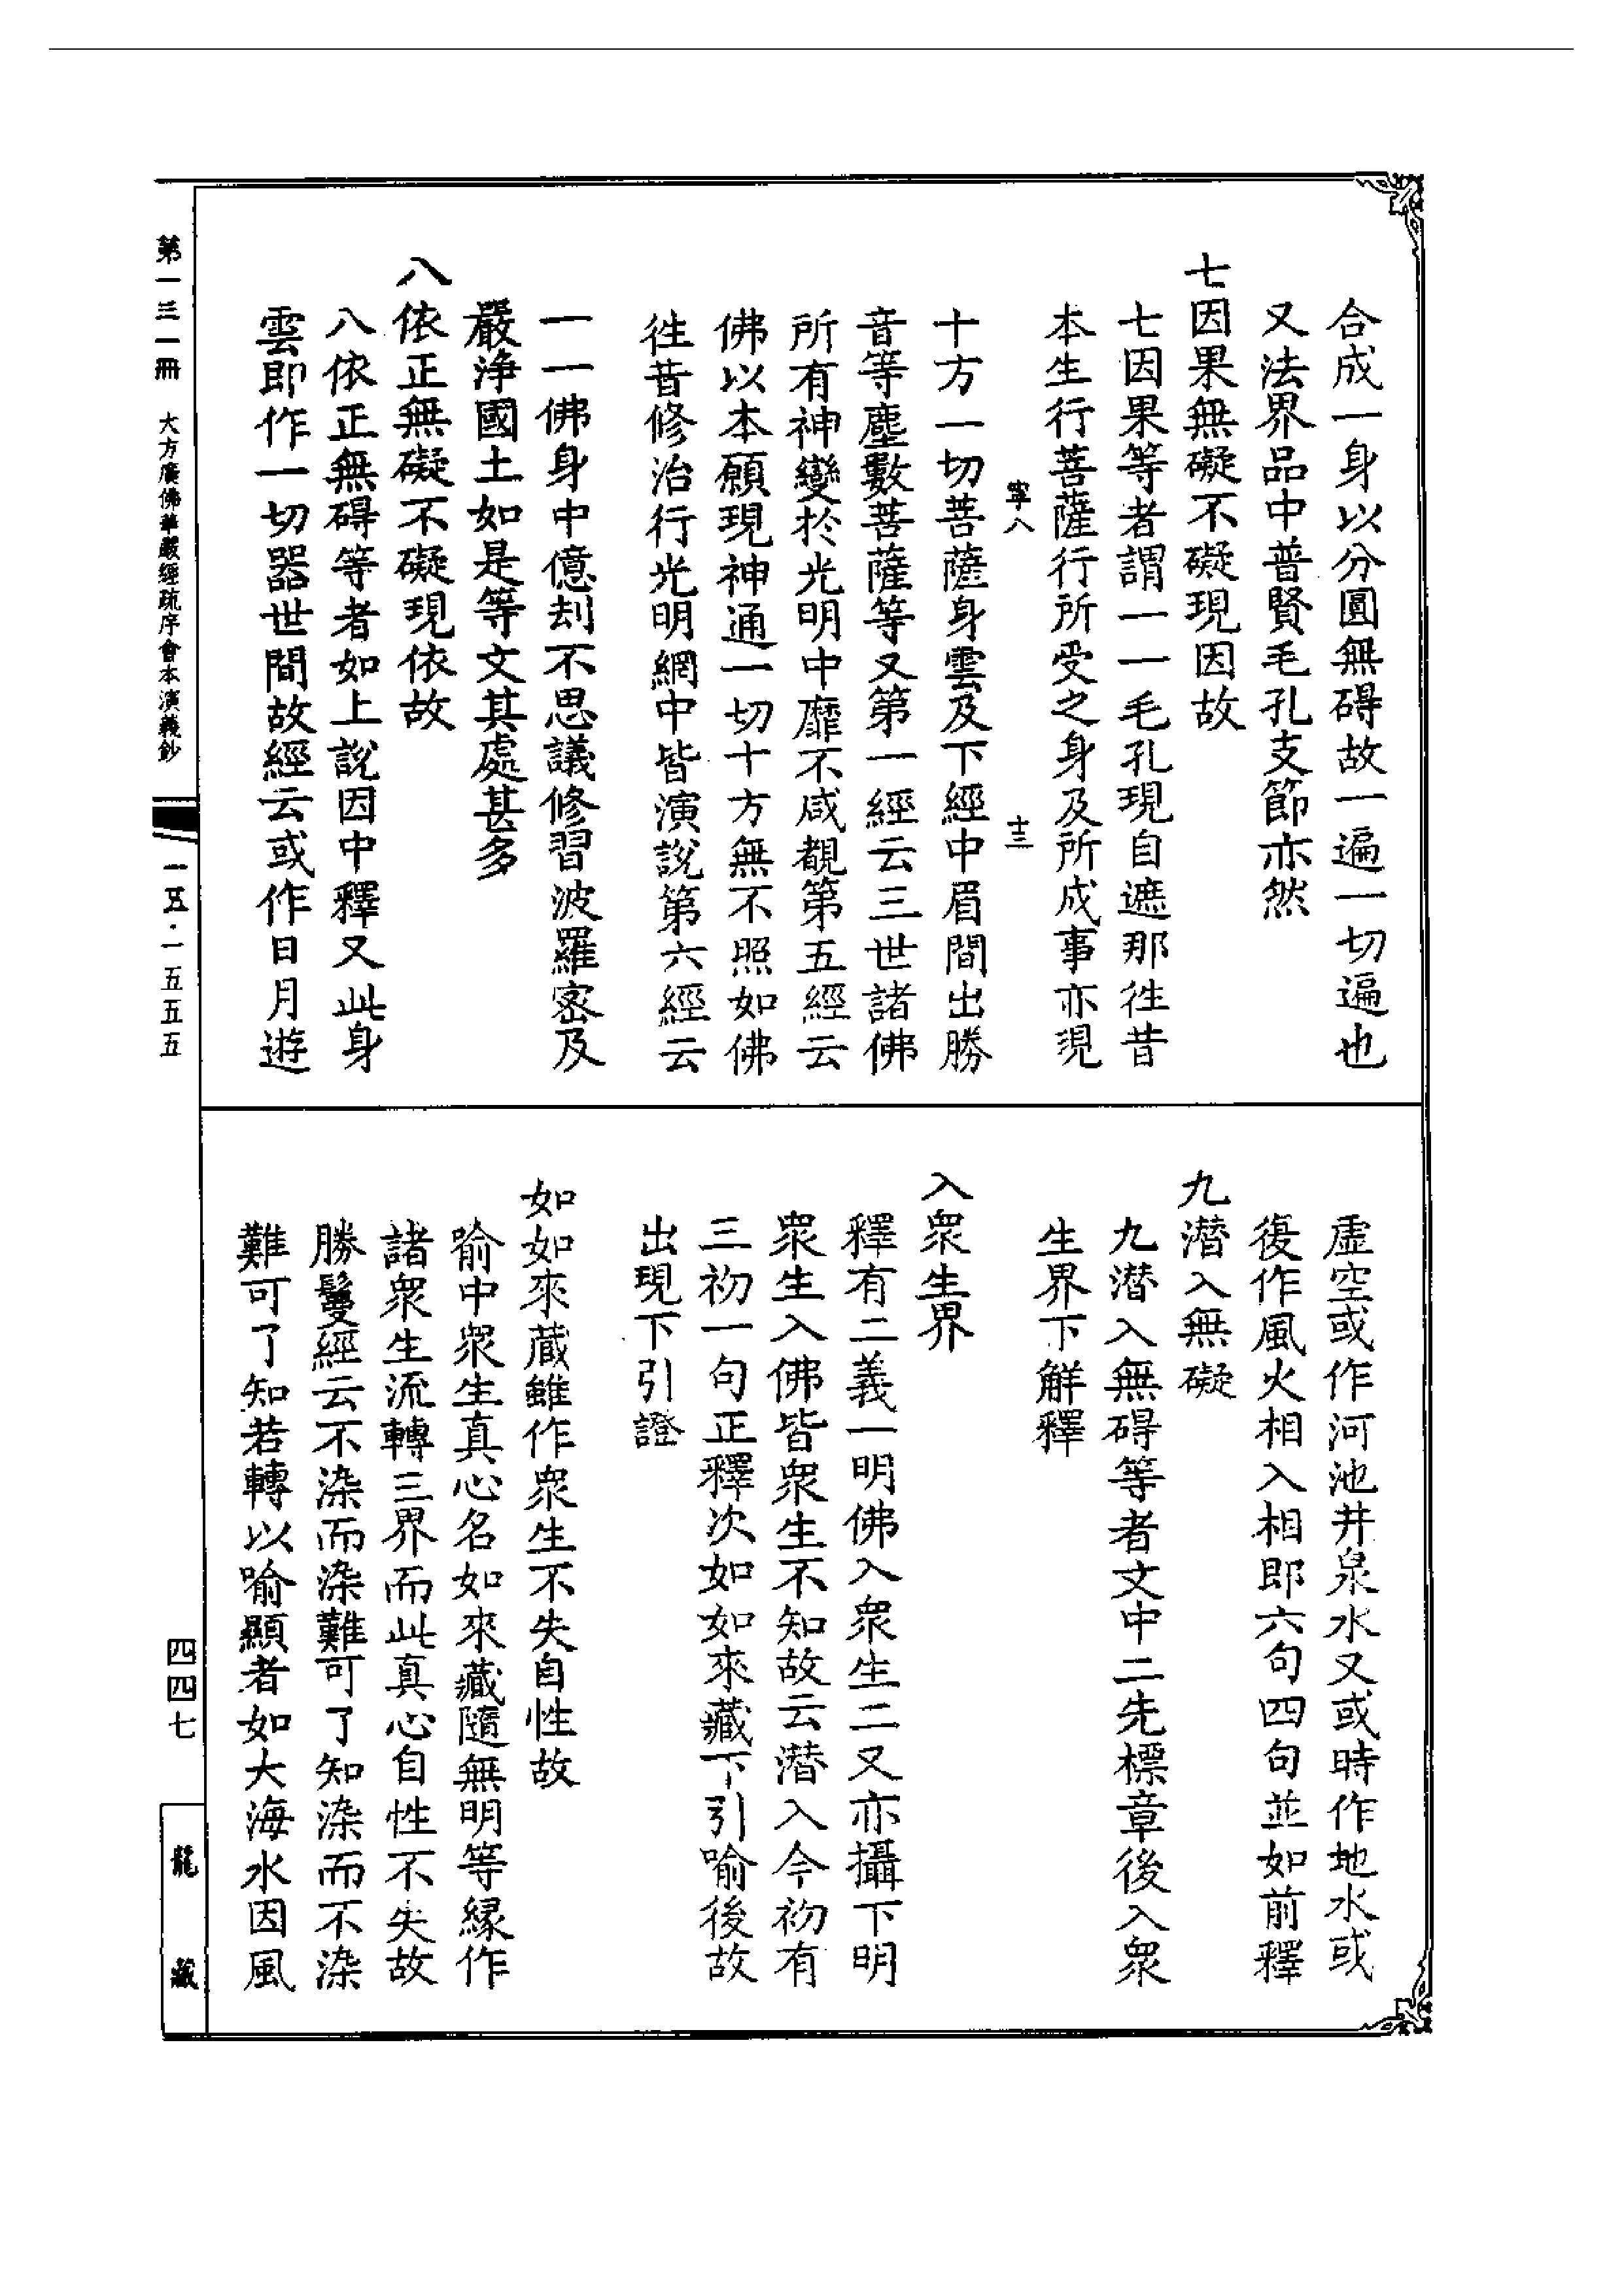 合成一身以分圓無碍故一遍一切遍也
又法界品中普賢毛孔支節亦然
七因果無礙不礙現因故
七因果等者謂一一毛孔現自遮那徃昔
本生行菩薩行所受之身及所成事亦現
寧八 十三
十方一切菩薩身雲及下經中眉間出勝
音等塵數菩薩等又第一經云三世諸佛
所有神變於光明中靡不咸覩第五經云
佛以本願現神通一切十方無不照如佛
徃昔修治行光明網中皆演說第六經云
一一佛身中億刦不思議修習波羅宻及
嚴淨國土如是等文其處甚多
八依正無礙不礙現依故
八依正無碍等者如上說因中釋又此身
雲即作一切器世間故經云或作日月遊
虛空或作河池井泉水又或時作地水或
復作風火相入相即六句四句並如前釋
九潜入無礙
九潜入無碍等者文中二先標章後入衆
生界下解釋
入衆生界
釋有二義一明佛入衆生二又亦攝下明
衆生入佛皆衆生不知故云潜入今初有
三初一句正釋次如如來藏下引喻後故
出現下引證
如如來蔵雖作衆生不失自性故
喻中衆生真心名如來藏隨無明等緣作
諸衆生流轉三界而此真心自性不失故
勝鬘經云不染而染難可了知染而不染
難可了知若轉以喻顯者如大海水因風
第一三一冊 大方廣佛華嚴經疏序會本演義鈔 一五·一五五五 四四七 龍藏